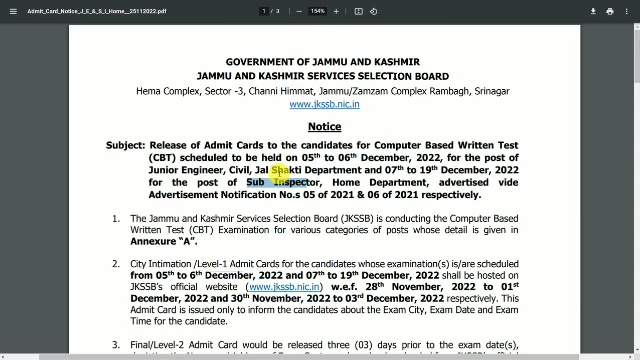 Admit_Card_Notice_J_E_&_S_I_Home__25112022.pdf
1 / 3
154%
GOVERNMENT OF JAMMU AND KASHMIR
JAMMU AND KASHMIR SERVICES SELECTION BOARD
Hema Complex, Sector -3, Channi Himmat, Jammu/Zamzam Complex Rambagh, Srinagar
www.jkssb.nic.in
Notice
Subject: Release of Admit Cards to the candidates for Computer Based Written Test
(CBT) scheduled to be held on 05th to 06th December, 2022, for the post of
Junior Engineer, Civil, Jal Shakti Department and 07th to 19th December, 2022
for the post of Sub Inspector, Home Department, advertised vide
Advertisement Notification No.s 05 of 2021 & 06 of 2021 respectively.
1. The Jammu and Kashmir Services Selection Board (JKSSB) is conducting the Computer Based
Written Test (CBT) Examination for various categories of posts whose detail is given in
Annexure “A”.
2. City Intimation /Level-1 Admit Cards for the candidates whose examination(s) is/are scheduled
from 05th to 6th December, 2022 and 07th to 19th December, 2022 shall be hosted on
JKSSB's official website (www.jkssb.nic.in) w.e.f. 28th November, 2022 to 01st
December, 2022 and 30th November, 2022 to 03rd December, 2022 respectively. This
Admit Card is issued only to inform the candidates about the Exam City, Exam Date and Exam
Time for the candidate.
3. Final/Level-2 Admit Card would be released three (03) days prior to the exam date(s),